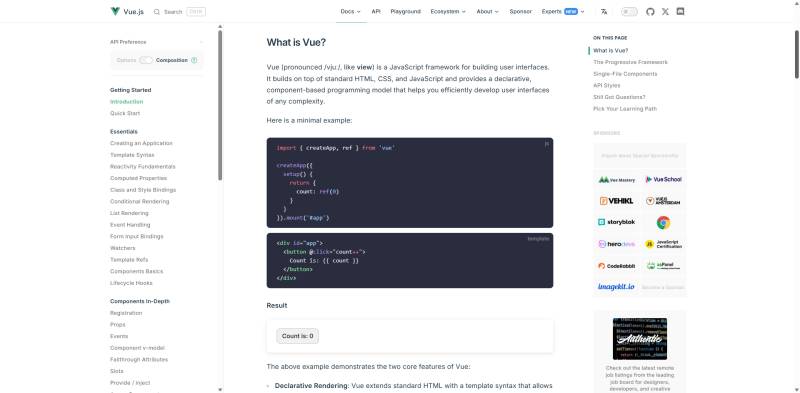 Vue.js
Search
Docs
API
Playground
Ecosystem
About
Sponsor
Experts NEW
API Preference
Options
Composition
Getting Started
Introduction
Quick Start
Essentials
Creating an Application
Template Syntax
Reactivity Fundamentals
Computed Properties
Class and Style Bindings
Conditional Rendering
List Rendering
Event Handling
Form Input Bindings
Watchers
Template Refs
Components Basics
Lifecycle Hooks
Components In-Depth
Registration
Props
Events
Component v-model
Fallthrough Attributes
Slots
Provide / Inject
What is Vue?
Vue (pronounced /vjuː/, like view) is a JavaScript framework for building user interfaces.
It builds on top of standard HTML, CSS, and JavaScript and provides a declarative,
component-based programming model that helps you efficiently develop user interfaces
of any complexity.
Here is a minimal example:
js
import { createApp, ref } from 'vue'
createApp({
setup() {
return {
count: ref(0)
}
}
}).mount('#app')
template
<div id="app">
<button @click="count++">
Count is: {{ count }}
</button>
</div>
Result
Count is: 0
The above example demonstrates the two core features of Vue:
• Declarative Rendering: Vue extends standard HTML with a template syntax that allows
ON THIS PAGE
What is Vue?
The Progressive Framework
Single-File Components
API Styles
Still Got Questions?
Pick Your Learning Path
SPONSORS
Vue Mastery
Vue School
VEHIKL
VUEJS AMSTERDAM
storyblok
herodevs
JavaScript Certification
CodeRabbit
imagekit.io
Become a Sponsor
Authentic
Check out the latest remote
job listings from the leading
job board for designers,
developers, and creative